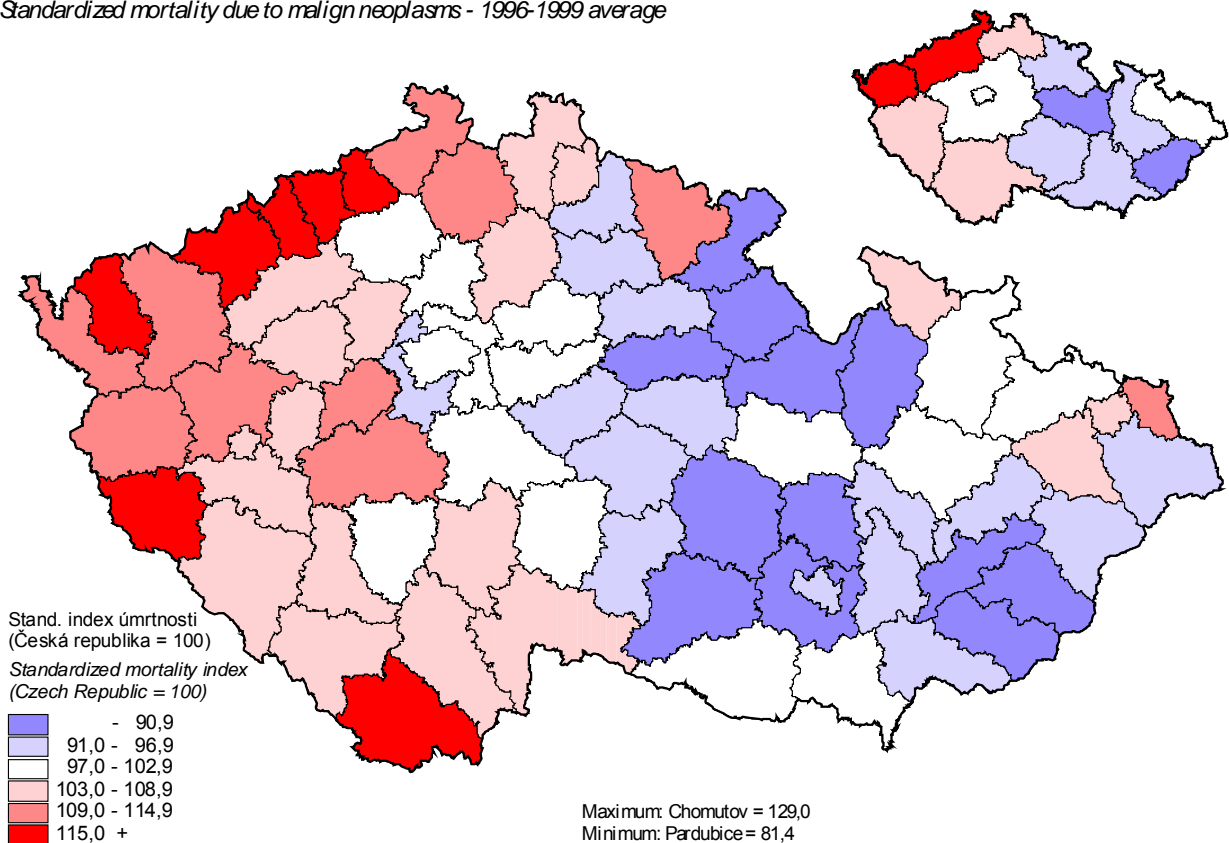 Standardized mortality due to malign neoplasms - 1996-1999 average
Stand. index úmrtnosti
(Česká republika = 100)
Standardized mortality index
(Czech Republic = 100)
- 90,9
91,0 - 96,9
97,0 - 102,9
103,0 - 108,9
109,0 - 114,9
115,0 +
Maximum: Chomutov = 129,0
Minimum: Pardubice = 81,4